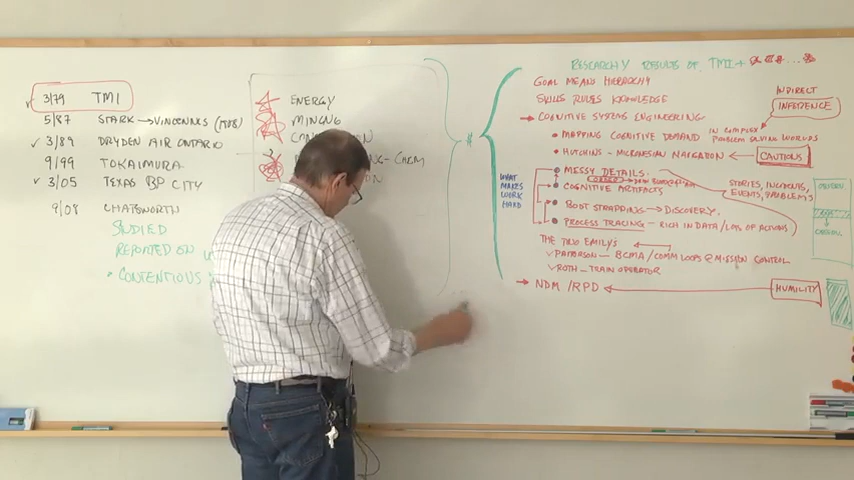 3/79 TMI
5/87 STARK → VINCENNES (7/88)
✓ 3/89 DRYDEN AIR ONTARIO
9/99 TOKAIMURA
✓ 3/05 TEXAS BP CITY
9/08 CHATSWORTH
STUDIED
REPORTED ON
• CONTENTIOUS
ENERGY
MINING
CHEM
#
RESEARCHY RESULTS OF TMI +
GOAL MEANS HIERARCHY
SKILLS RULES KNOWLEDGE
→ COGNITIVE SYSTEMS ENGINEERING
INDIRECT
INFERENCE
• MAPPING COGNITIVE DEMAND IN COMPLEX PROBLEM SOLVING WORLDS
• HUTCHINS - MICRONESIAN NAVIGATION ← CAUTIONS
WHAT MAKES WORK HARD
• MESSY DETAILS
• COGNITIVE ARTIFACTS
STORIES, INCIDENTS,
EVENTS, PROBLEMS
• BOOT STRAPPING → DISCOVERY
• PROCESS TRACING - RICH IN DATA/LOSS OF ACTIONS
THE TWO EMILY'S
✓ PATTERSON - BCMA/COMM LOOPS @ MISSION CONTROL
✓ ROTH - TRAIN OPERATOR
→ NDM/RPD ← HUMILITY